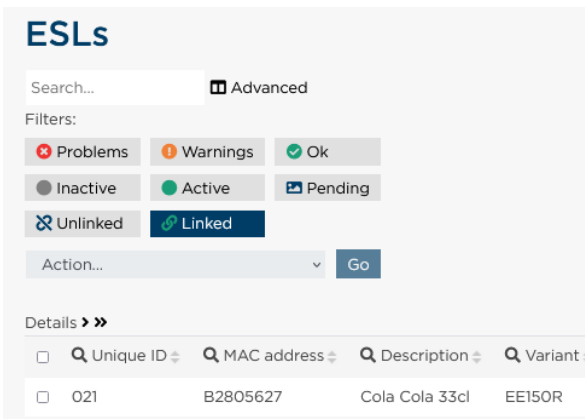 ESLs
Search... Advanced
Filters:
Problems Warnings Ok
Inactive Active Pending
Unlinked Linked
Action... Go
Details
Unique ID MAC address Description Variant
021 B2805627 Cola Cola 33cl EE150R